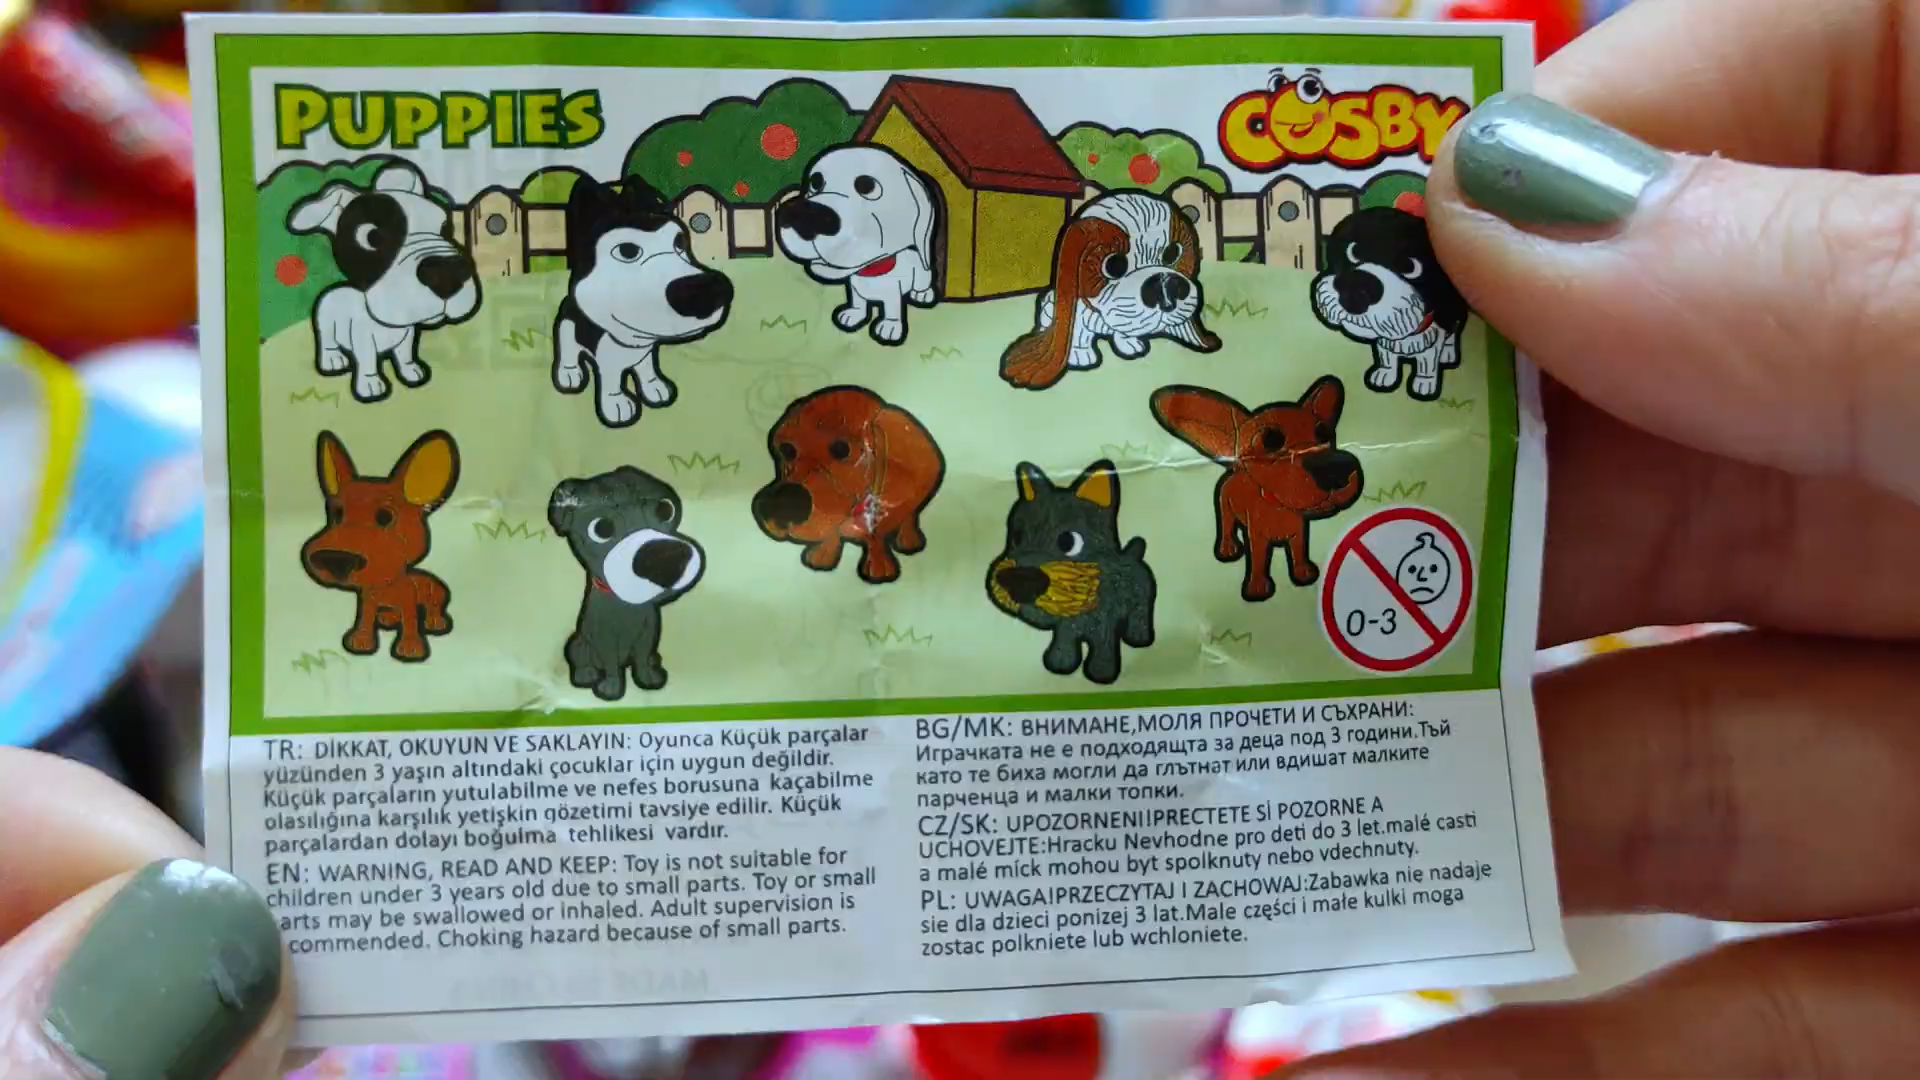 PUPPIES
COSBY
0-3
TR: DİKKAT, OKUYUN VE SAKLAYIN: Oyunca Küçük parçalar
yüzünden 3 yaşın altındaki çocuklar için uygun değildir.
Küçük parçaların yutulabilme ve nefes borusuna kaçabilme
olasılığına karşılık yetişkin gözetimi tavsiye edilir. Küçük
parçalardan dolayı boğulma tehlikesi vardır.
EN: WARNING, READ AND KEEP: Toy is not suitable for
children under 3 years old due to small parts. Toy or small
arts may be swallowed or inhaled. Adult supervision is
commended. Choking hazard because of small parts.
BG/MK: ВНИМАНЕ,МОЛЯ ПРОЧЕТИ И СЪХРАНИ:
Играчката не е подходящта за деца под 3 години.Тъй
като те биха могли да глътнат или вдишат малките
парченца и малки топки.
CZ/SK: UPOZORNENI!PRECTETE Sİ POZORNE A
UCHOVEJTE:Hracku Nevhodne pro deti do 3 let.malé casti
a malé míck mohou byt spolknuty nebo vdechnuty.
PL: UWAGA!PRZECZYTAJ I ZACHOWAJ:Zabawka nię nadaje
sie dla dzieci ponizej 3 lat.Male części i małe kulki moga
zostac polkniete lub wchloniete.